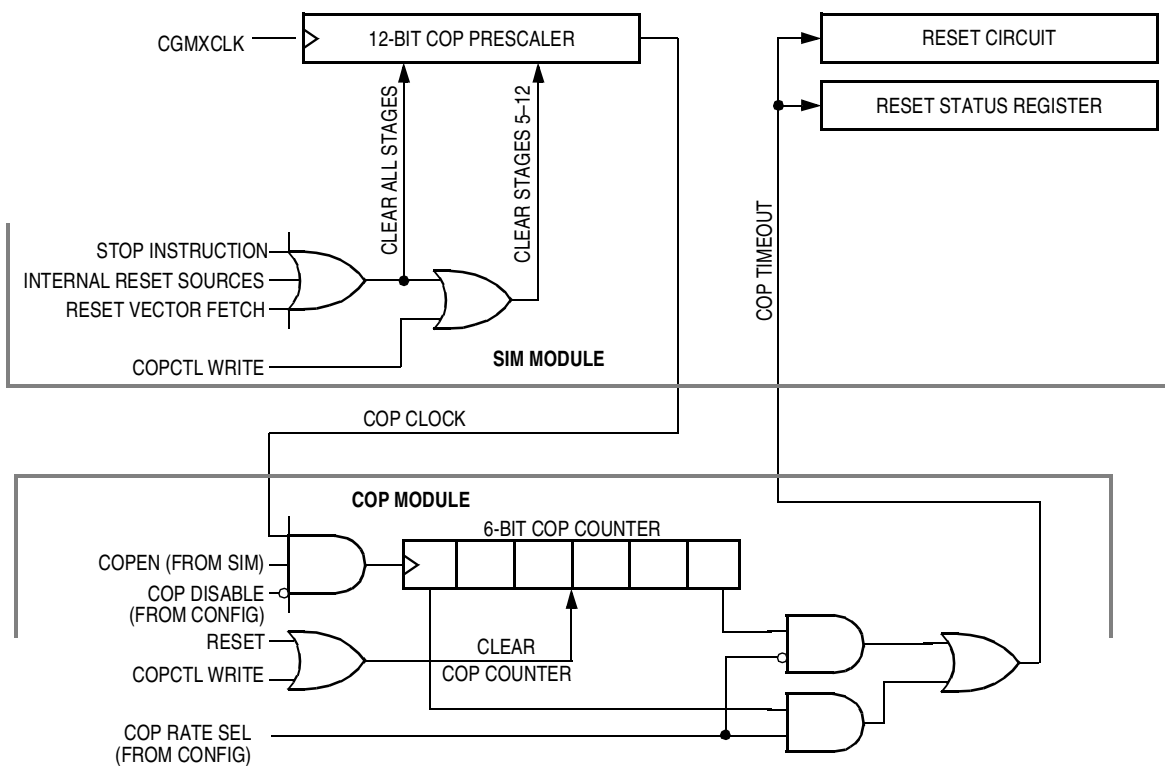 CGMXCLK
12-BIT COP PRESCALER
RESET CIRCUIT
RESET STATUS REGISTER
CLEAR ALL STAGES
CLEAR STAGES 5–12
STOP INSTRUCTION
INTERNAL RESET SOURCES
RESET VECTOR FETCH
COPCTL WRITE
SIM MODULE
COP TIMEOUT
COP CLOCK
COP MODULE
6-BIT COP COUNTER
COPEN (FROM SIM)
COP DISABLE
(FROM CONFIG)
RESET
COPCTL WRITE
CLEAR
COP COUNTER
COP RATE SEL
(FROM CONFIG)